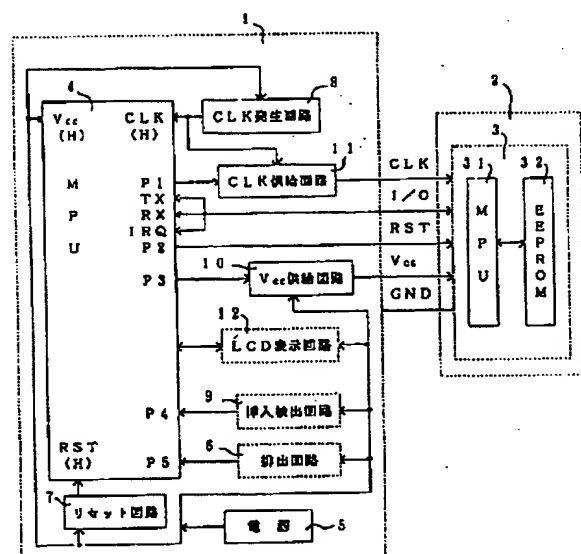 1
4
Vcc
(H)
CLK
(H)
CLK発生回路
8
2
3
MPU
P1
CLK供給回路
11
CLK
31
32
TX
RX
IRQ
I/O
P2
RST
MPU
EEPROM
P3
10
Vcc供給回路
Vcc
GND
12
LCD表示回路
P4
9
挿入検出回路
P5
6
排出回路
RST
(H)
7
リセット回路
電源
5